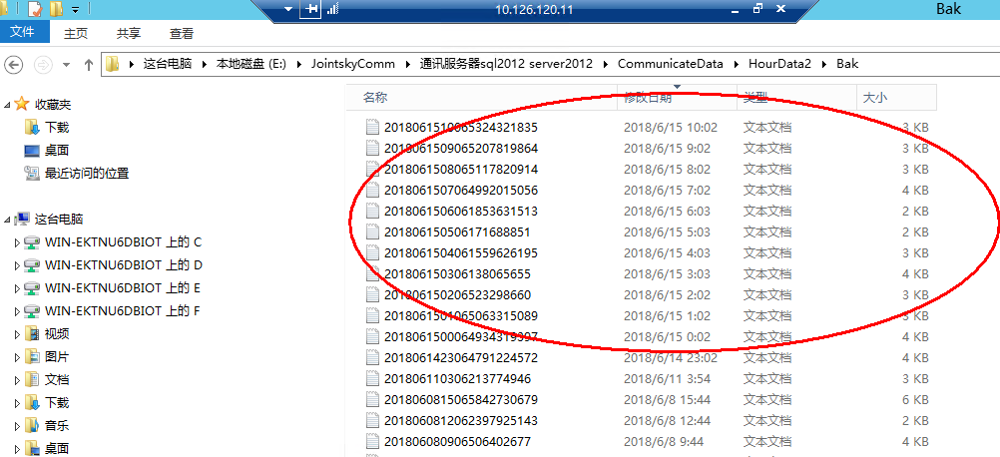 10.126.120.11
Bak
文件 主页 共享 查看
这台电脑 本地磁盘 (E:) JointskyComm 通讯服务器sql2012 server2012 CommunicateData HourData2 Bak
名称 修改日期 类型 大小
收藏夹
下载
桌面
最近访问的位置
这台电脑
WIN-EKTNU6DBIOT 上的 C
WIN-EKTNU6DBIOT 上的 D
WIN-EKTNU6DBIOT 上的 E
WIN-EKTNU6DBIOT 上的 F
视频
图片
文档
下载
音乐
桌面
2018061510065324321835 2018/6/15 10:02 文本文档 3 KB
2018061509065207819864 2018/6/15 9:02 文本文档 3 KB
2018061508065117820914 2018/6/15 8:02 文本文档 3 KB
2018061507064992015056 2018/6/15 7:02 文本文档 4 KB
2018061506061853631513 2018/6/15 6:03 文本文档 2 KB
201806150506171688851 2018/6/15 5:03 文本文档 2 KB
2018061504061559626195 2018/6/15 4:03 文本文档 3 KB
201806150306138065655 2018/6/15 3:03 文本文档 4 KB
201806150206523298660 2018/6/15 2:02 文本文档 3 KB
2018061501065063315089 2018/6/15 1:02 文本文档 3 KB
2018061500064934319397 2018/6/15 0:02 文本文档 4 KB
2018061423064791224572 2018/6/14 23:02 文本文档 4 KB
201806110306213774946 2018/6/11 3:54 文本文档 3 KB
2018060815065842730679 2018/6/8 15:44 文本文档 6 KB
2018060812062397925143 2018/6/8 12:44 文本文档 2 KB
201806080906506402677 2018/6/8 9:44 文本文档 4 KB